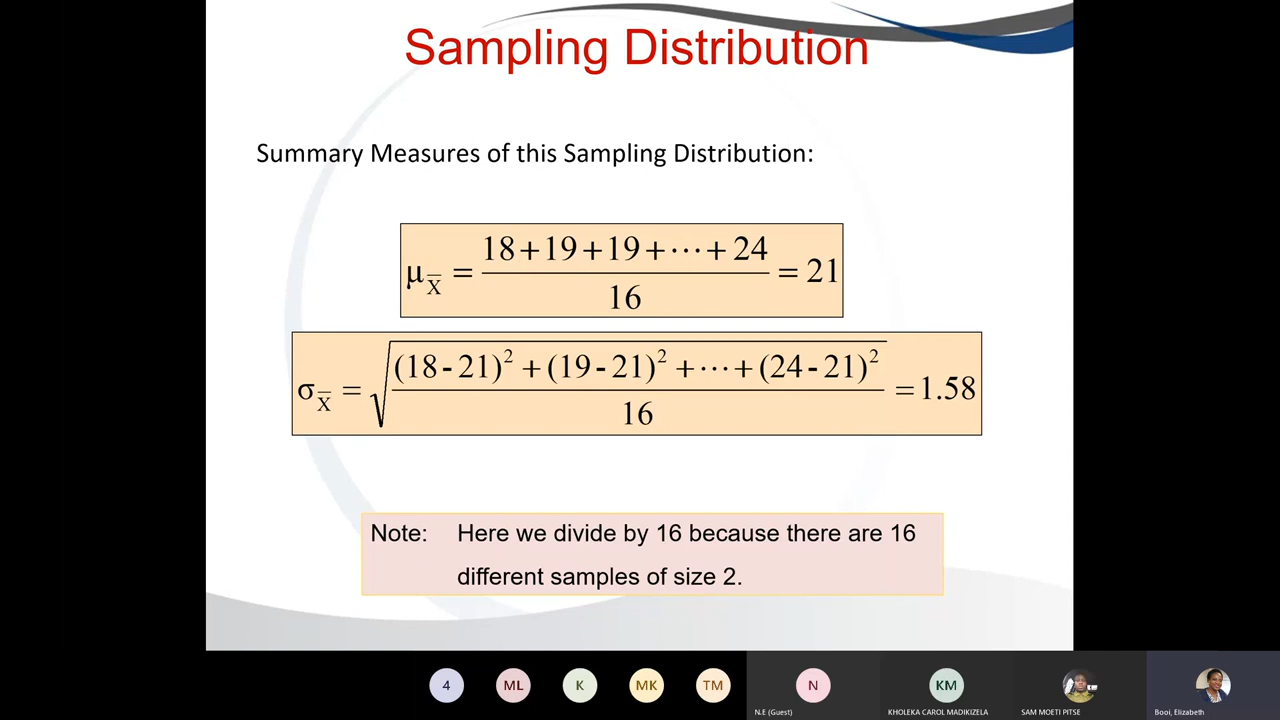 Sampling Distribution
Summary Measures of this Sampling Distribution:
μ_X̄ = (18+19+19+⋯+24)/16 = 21
σ_X̄ = √(((18-21)²+(19-21)²+⋯+(24-21)²)/16) = 1.58
Note: Here we divide by 16 because there are 16
different samples of size 2.
4 ML K MK TM N KM
N.E (Guest) KHOLEKA CAROL MADIKIZELA SAM MOETI PITSE Booi, Elizabeth